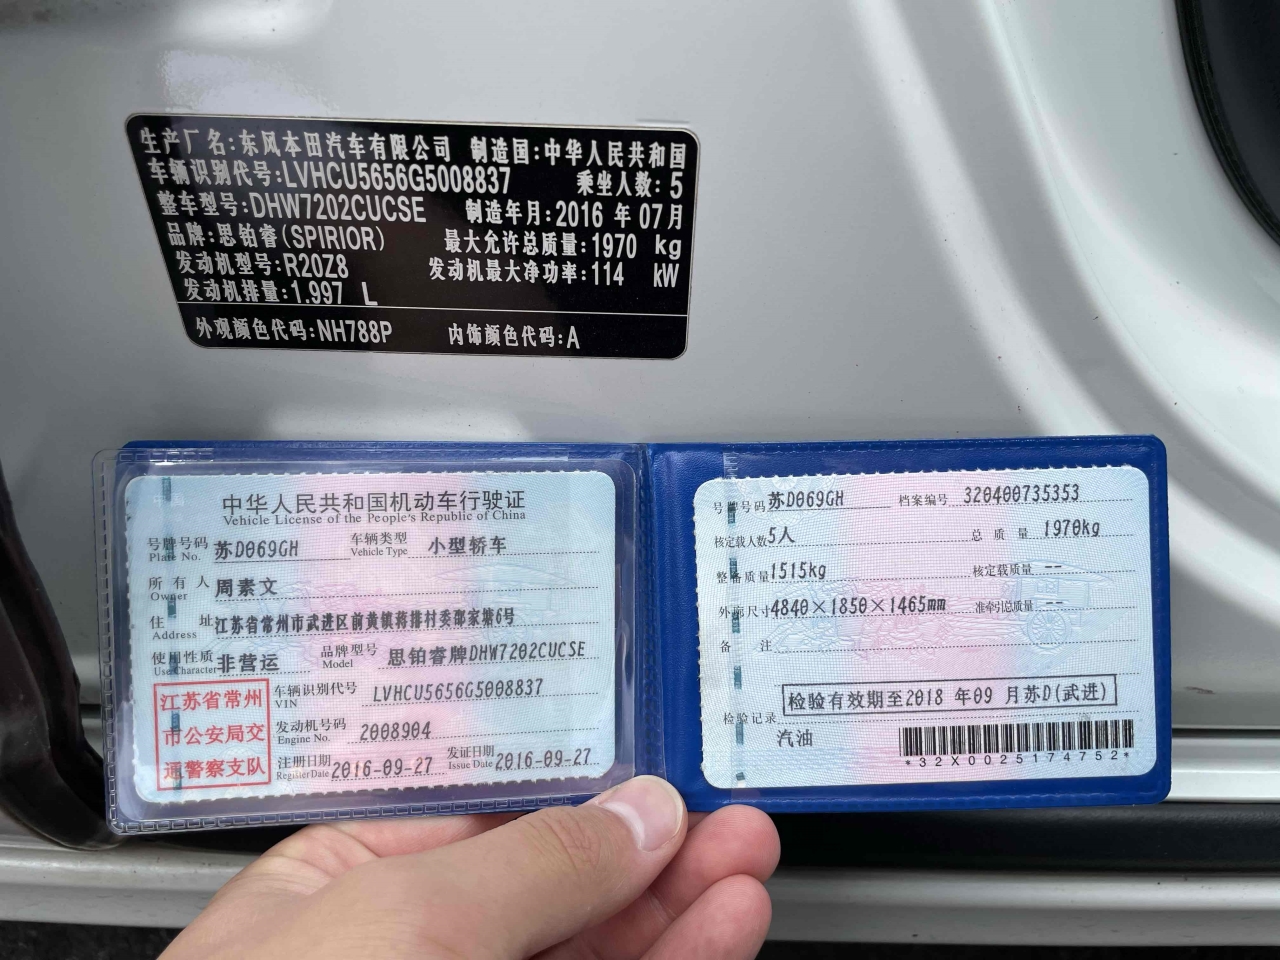 生产厂名:东风本田汽车有限公司 制造国:中华人民共和国
车辆识别代号:LVHCU5656G5008837 乘坐人数:5
整车型号:DHW7202CUCSE 制造年月:2016 年 07月
品牌:思铂睿(SPIRIOR) 最大允许总质量:1970 kg
发动机型号:R20Z8 发动机最大净功率:114 kW
发动机排量:1.997 L
外观颜色代码:NH788P 内饰颜色代码:A
中华人民共和国机动车行驶证
Vehicle License of the People's Republic of China
号牌号码 苏D069GH 车辆类型 小型轿车
Plate No. Vehicle Type
所有人 周素文
Owner
住址 江苏省常州市武进区前黄镇蒋排村委邵家塘6号
Address
使用性质 非营运 品牌型号 思铂睿牌DHW7202CUCSE
Use Character Model
江苏省常州
市公安局交
通警察支队
车辆识别代号 LVHCU5656G5008837
VIN
发动机号码 2008904
Engine No.
注册日期 2016-09-27 发证日期 2016-09-27
Register Date Issue Date
号牌号码 苏D069GH 档案编号 320400735353
核定载人数 5人 总质量 1970kg
整备质量 1515kg 核定载质量 --
外廓尺寸 4840×1850×1465mm 准牵引总质量 --
备注
检验有效期至2018 年09 月苏D(武进)
检验记录
汽油
*32X0025174752*